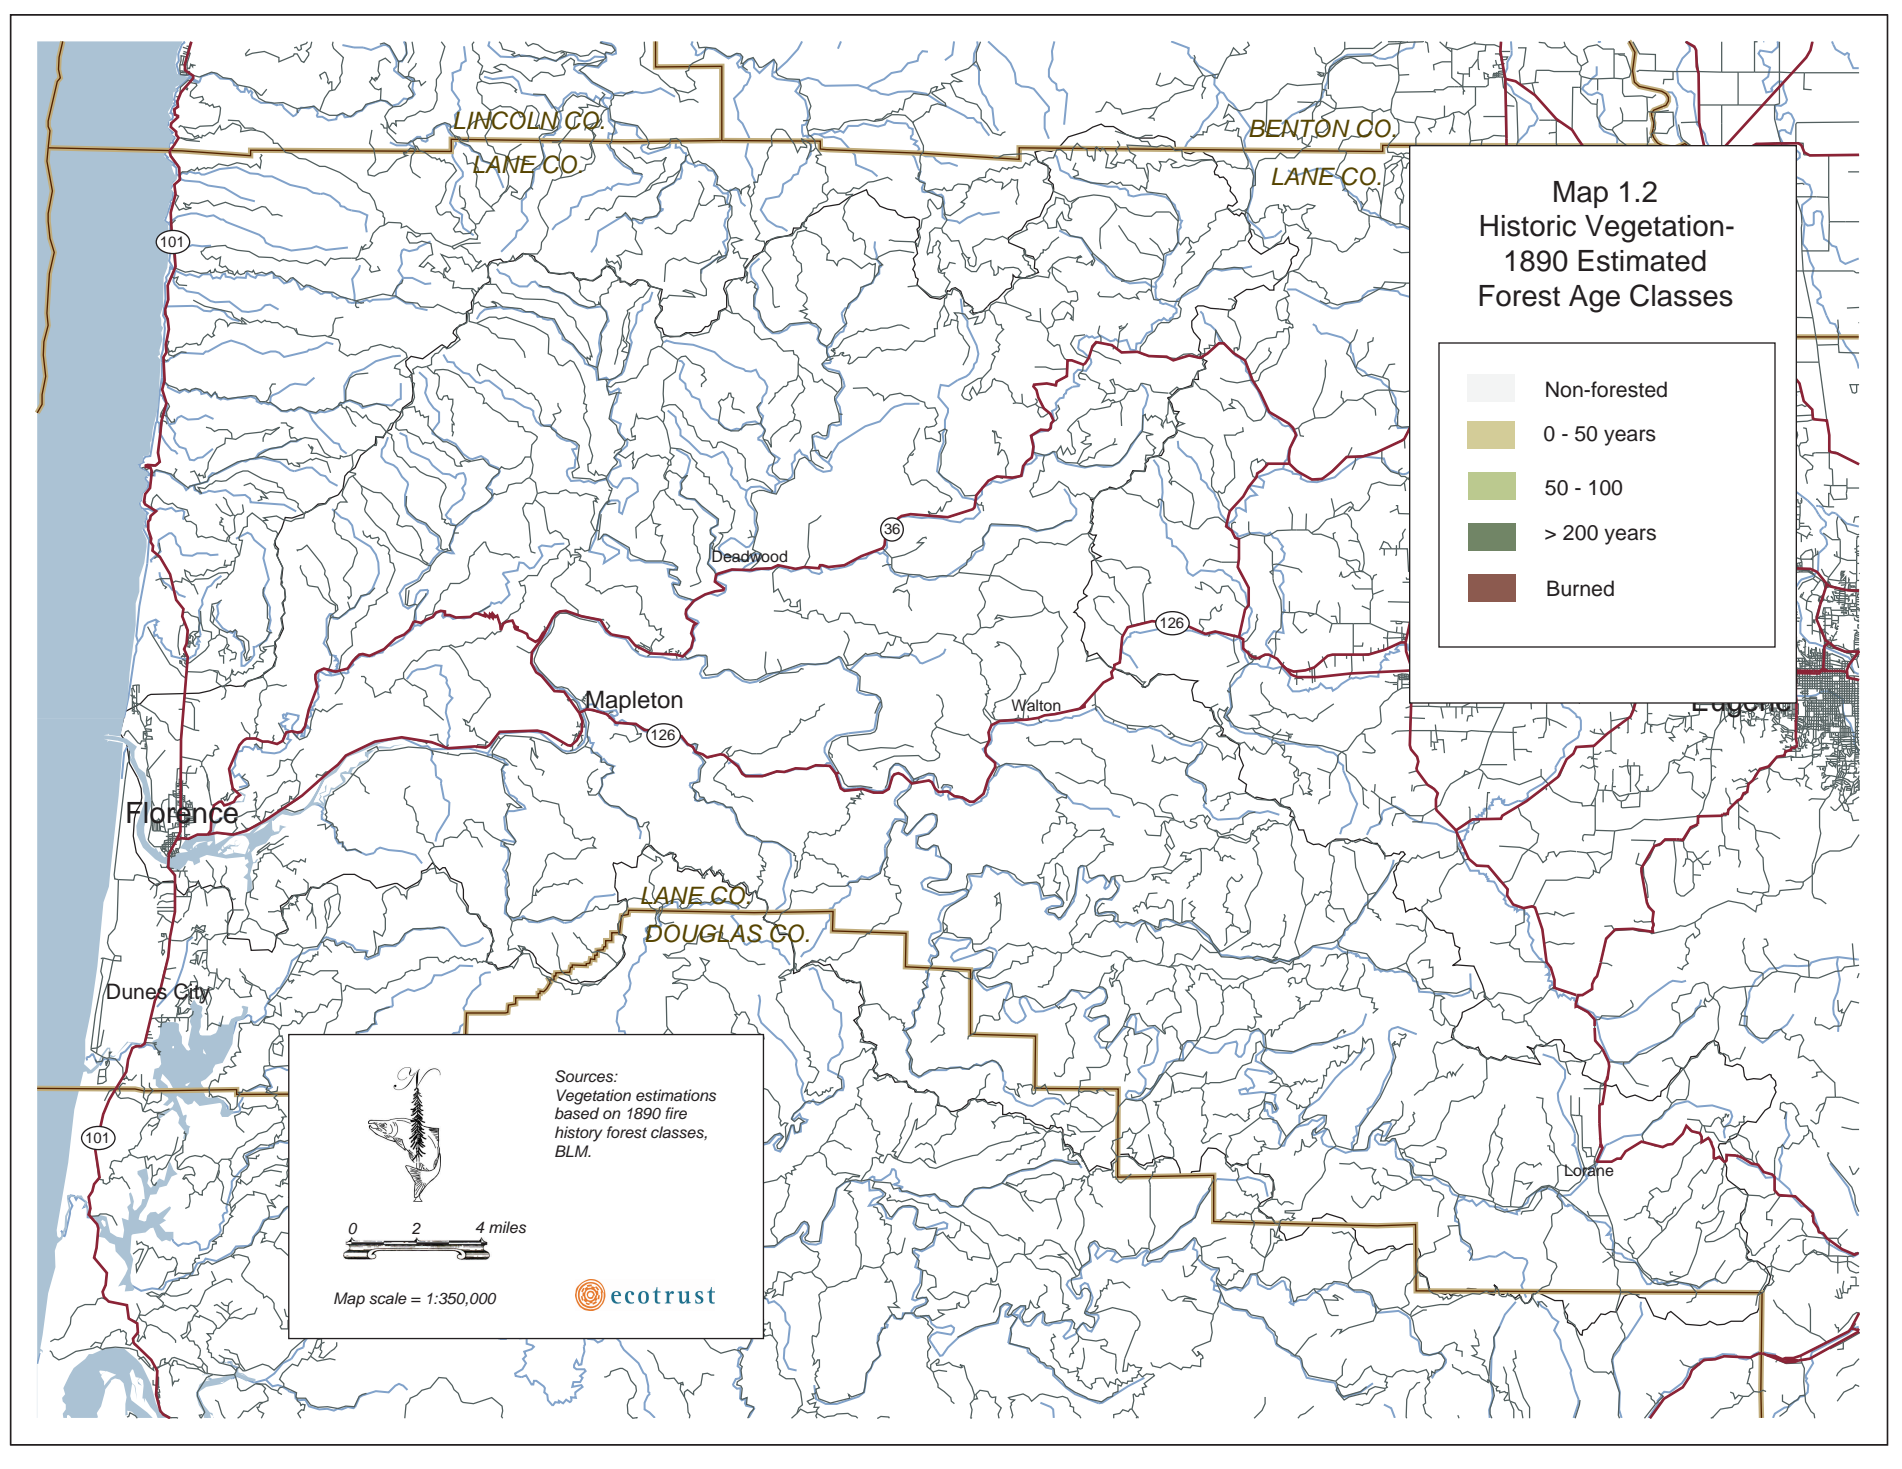 LINCOLN CO.
LANE CO.
BENTON CO.
LANE CO.
Map 1.2
Historic Vegetation-
1890 Estimated
Forest Age Classes
Non-forested
0 - 50 years
50 - 100
> 200 years
Burned
101
36
Deadwood
126
Mapleton
126
Walton
Eugene
Florence
LANE CO.
DOUGLAS CO.
Dunes City
101
Lorane
N
Sources:
Vegetation estimations
based on 1890 fire
history forest classes,
BLM.
0 2 4 miles
Map scale = 1:350,000
ecotrust